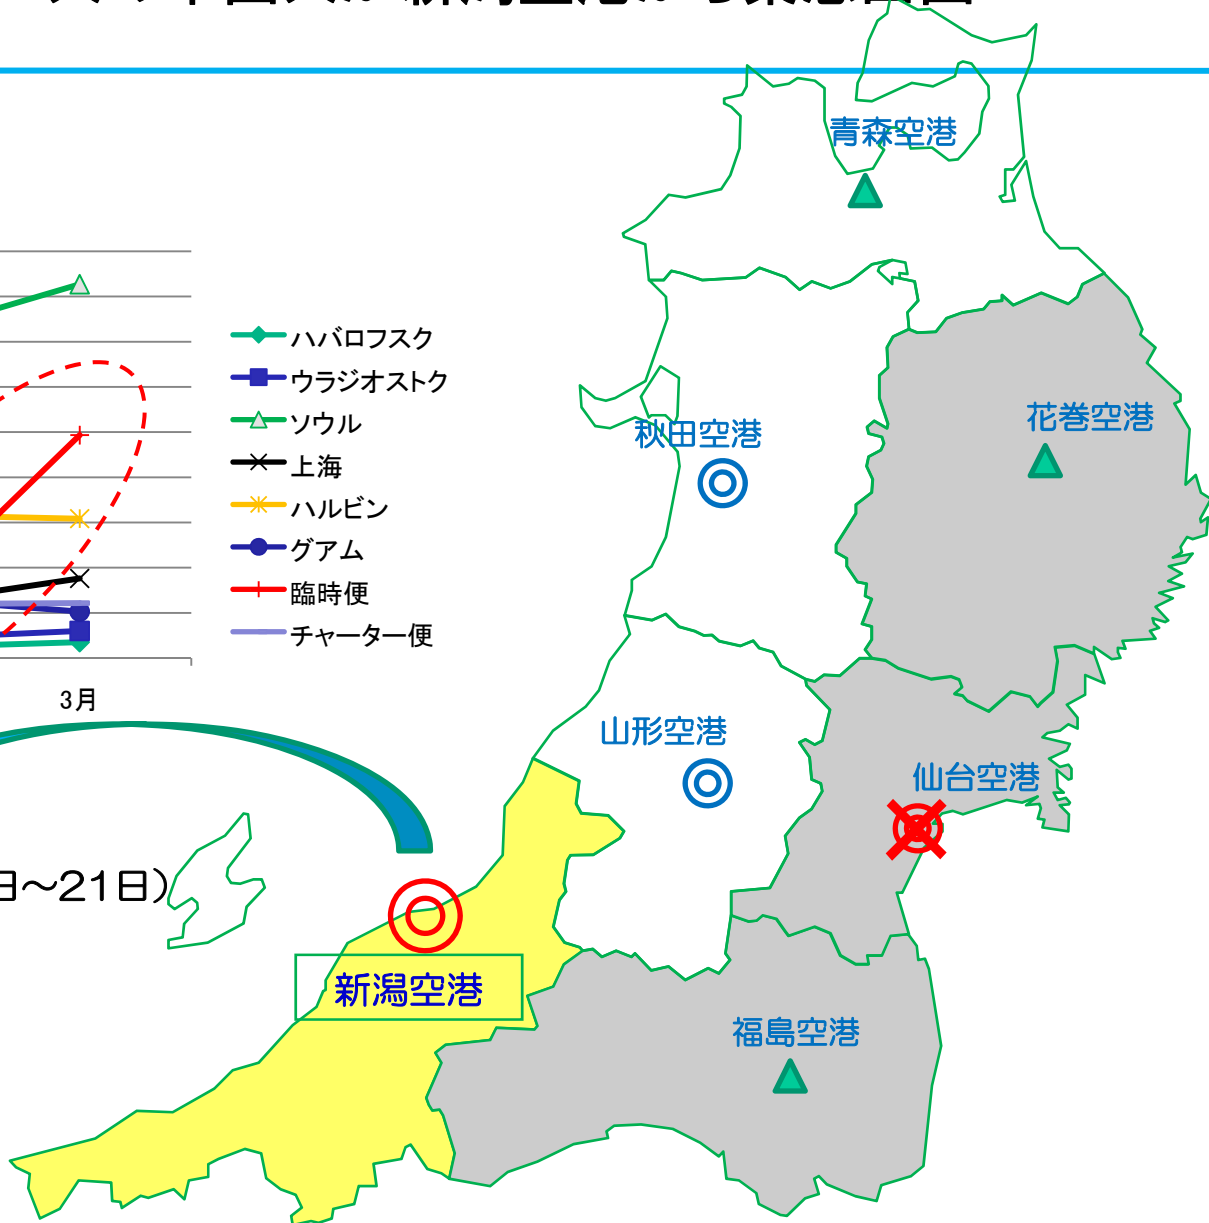 青森空港
ハバロフスク
ウラジオストク
ソウル
上海
ハルビン
グアム
臨時便
チャーター便
花巻空港
秋田空港
3月
山形空港
仙台空港
日～21日）
新潟空港
福島空港